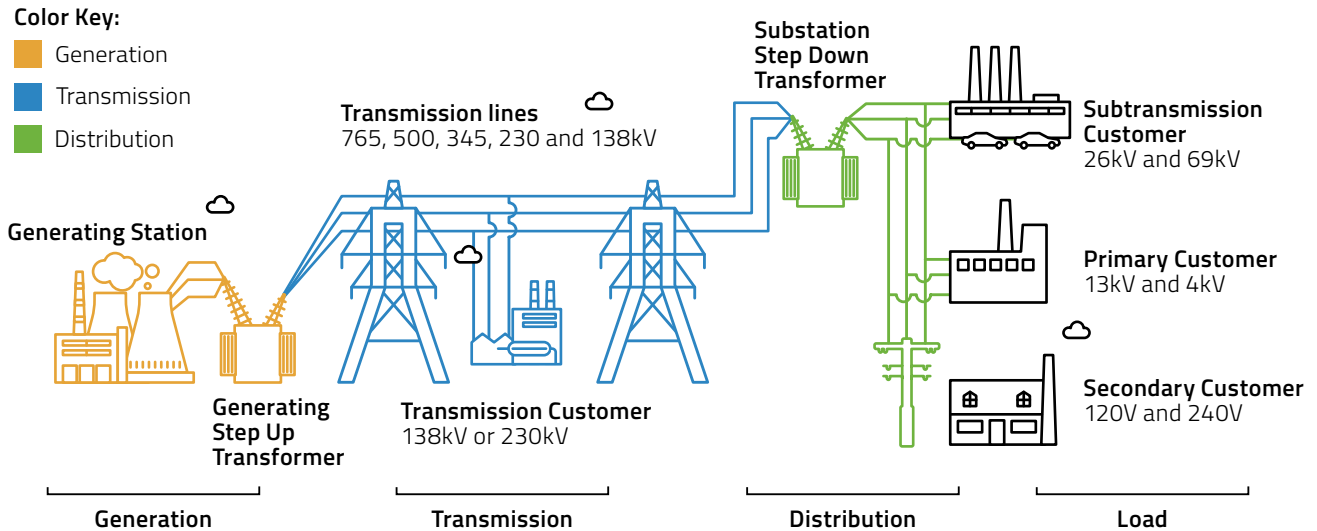 Color Key:
Generation
Transmission
Distribution
Generating Station
Generating
Step Up
Transformer
Transmission lines
765, 500, 345, 230 and 138kV
Transmission Customer
138kV or 230kV
Substation
Step Down
Transformer
Subtransmission
Customer
26kV and 69kV
Primary Customer
13kV and 4kV
Secondary Customer
120V and 240V
Generation
Transmission
Distribution
Load